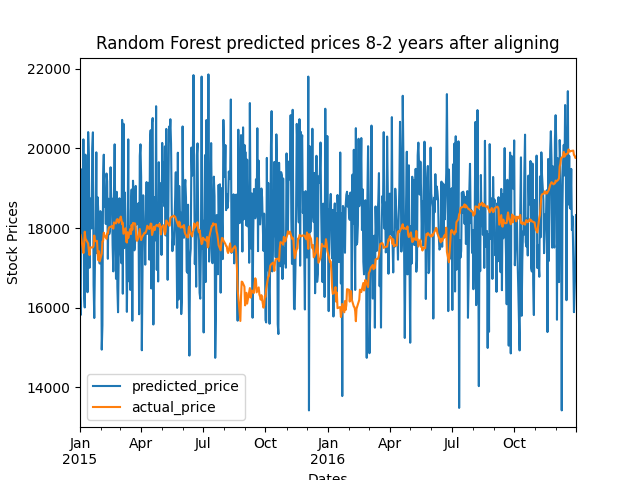 Random Forest predicted prices 8-2 years after aligning
Stock Prices
22000
20000
18000
16000
14000
predicted_price
actual_price
Jan Apr Jul Oct Jan Apr Jul Oct
2015 2016
Dates